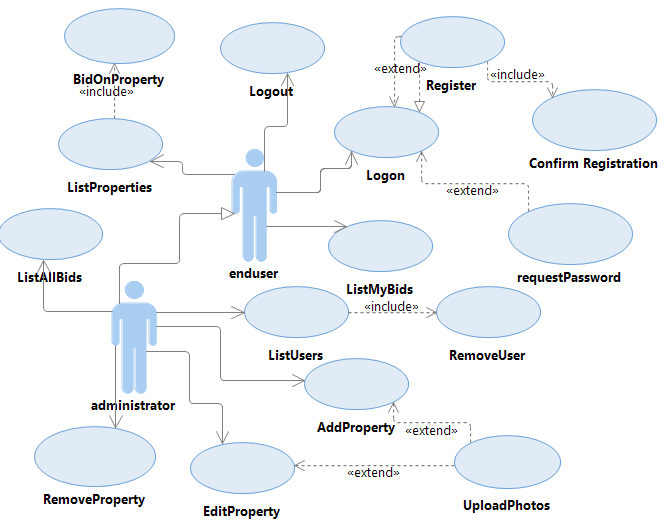 Logout
Register
«extend»
BidOnProperty
«include»
«include»
Confirm Registration
Logon
ListProperties
«extend»
enduser
requestPassword
ListAllBids
ListMyBids
«include»
ListUsers
RemoveUser
administrator
AddProperty
«extend»
«extend»
RemoveProperty
EditProperty
UploadPhotos